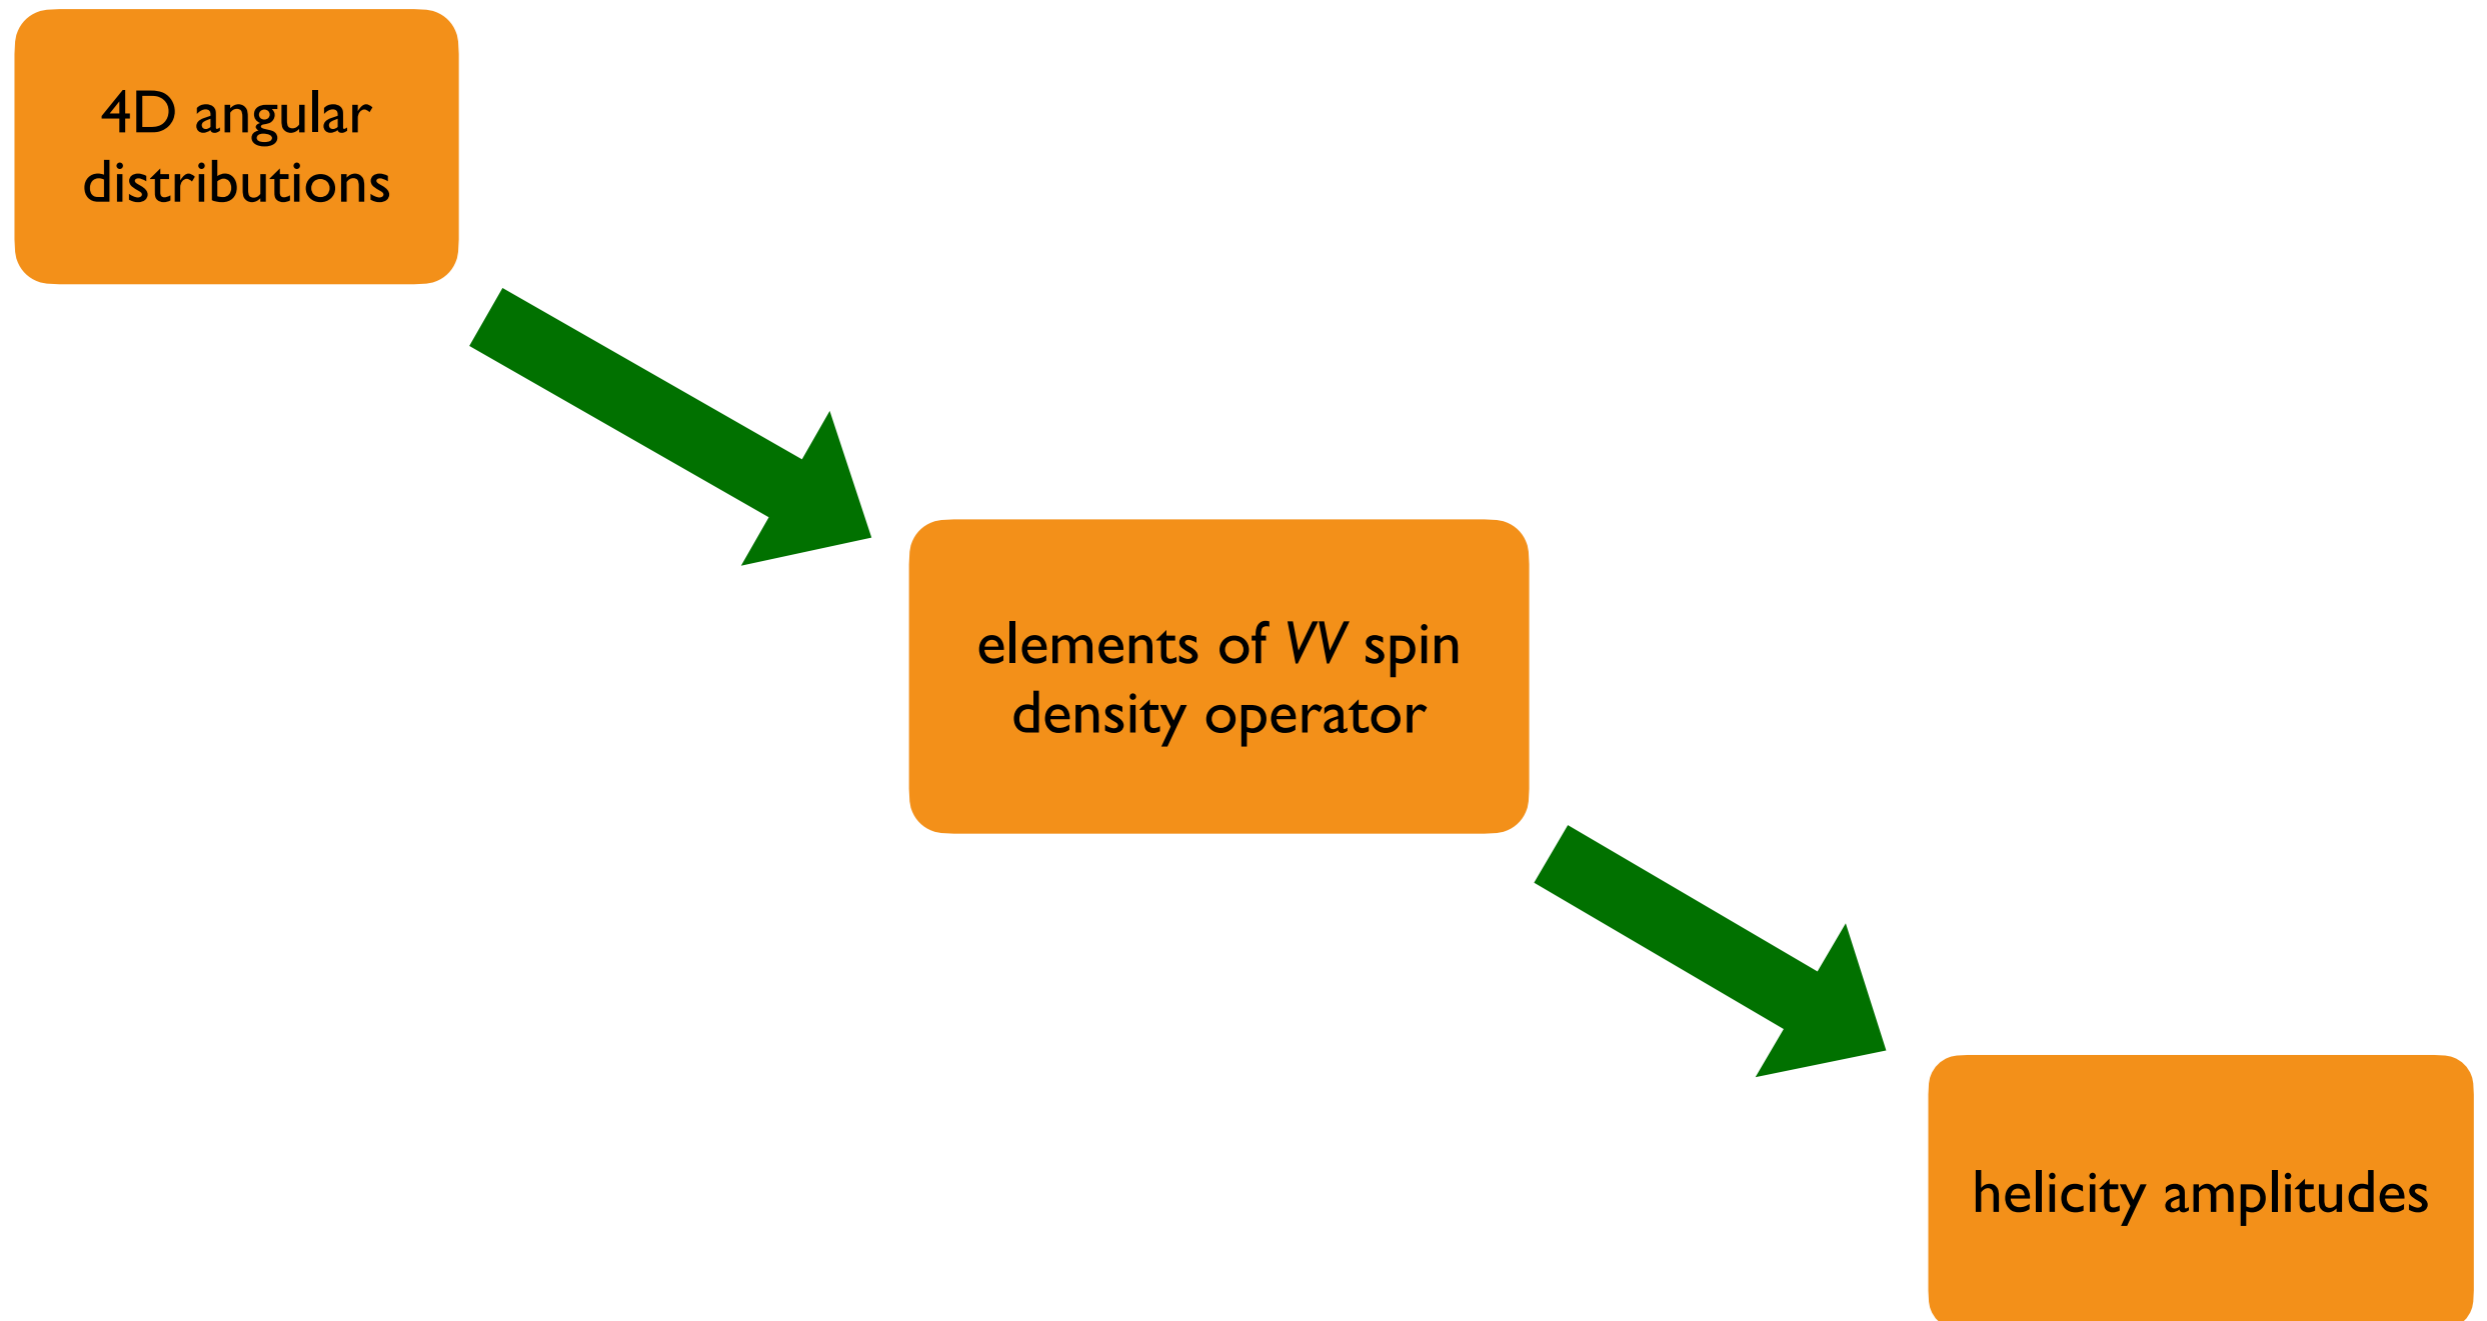 4D angular
distributions
elements of VV spin
density operator
helicity amplitudes